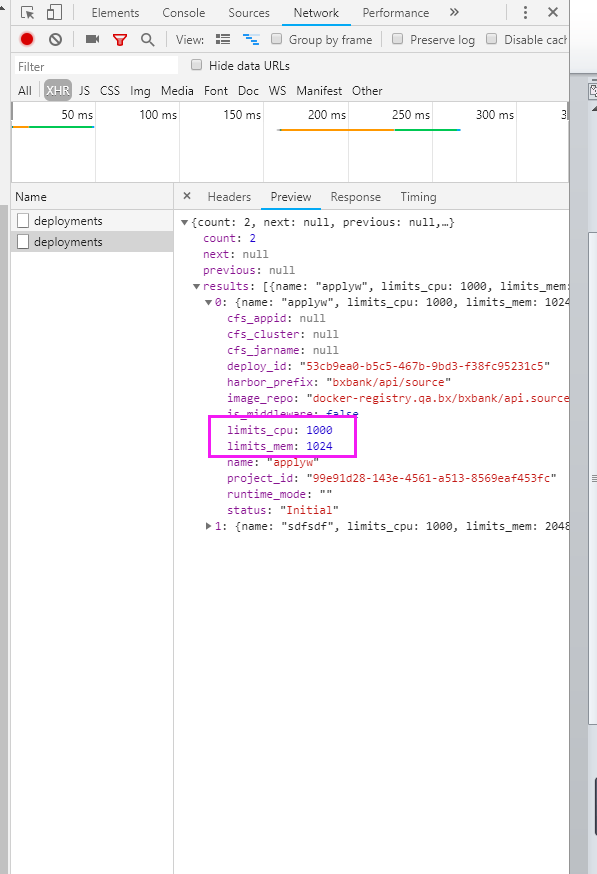 Elements Console Sources Network Performance
View: Group by frame Preserve log Disable cach
Filter Hide data URLs
All XHR JS CSS Img Media Font Doc WS Manifest Other
50 ms 100 ms 150 ms 200 ms 250 ms 300 ms 3
Name
deployments
deployments
Headers Preview Response Timing
{count: 2, next: null, previous: null,…}
count: 2
next: null
previous: null
results: [{name: "applyw", limits_cpu: 1000, limits_mem:
0: {name: "applyw", limits_cpu: 1000, limits_mem: 1024
cfs_appid: null
cfs_cluster: null
cfs_jarname: null
deploy_id: "53cb9ea0-b5c5-467b-9bd3-f38fc95231c5"
harbor_prefix: "bxbank/api/source"
image_repo: "docker-registry.qa.bx/bxbank/api.source
is_middleware: false
limits_cpu: 1000
limits_mem: 1024
name: "applyw"
project_id: "99e91d28-143e-4561-a513-8569eaf453fc"
runtime_mode: ""
status: "Initial"
1: {name: "sdfsdf", limits_cpu: 1000, limits_mem: 2048